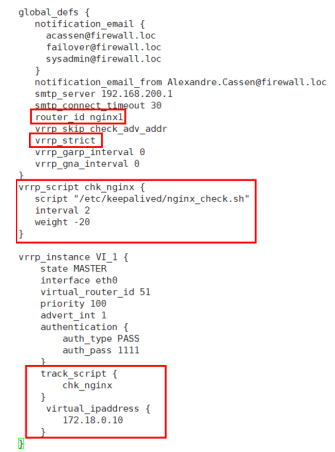 global_defs {
notification_email {
acassen@firewall.loc
failover@firewall.loc
sysadmin@firewall.loc
}
notification_email_from Alexandre.Cassen@firewall.loc
smtp_server 192.168.200.1
smtp_connect_timeout 30
router_id nginx1
vrrp_skip_check_adv_addr
vrrp_strict
vrrp_garp_interval 0
vrrp_gna_interval 0
}
vrrp_script chk_nginx {
script "/etc/keepalived/nginx_check.sh"
interval 2
weight -20
}
vrrp_instance VI_1 {
state MASTER
interface eth0
virtual_router_id 51
priority 100
advert_int 1
authentication {
auth_type PASS
auth_pass 1111
}
track_script {
chk_nginx
}
virtual_ipaddress {
172.18.0.10
}
}